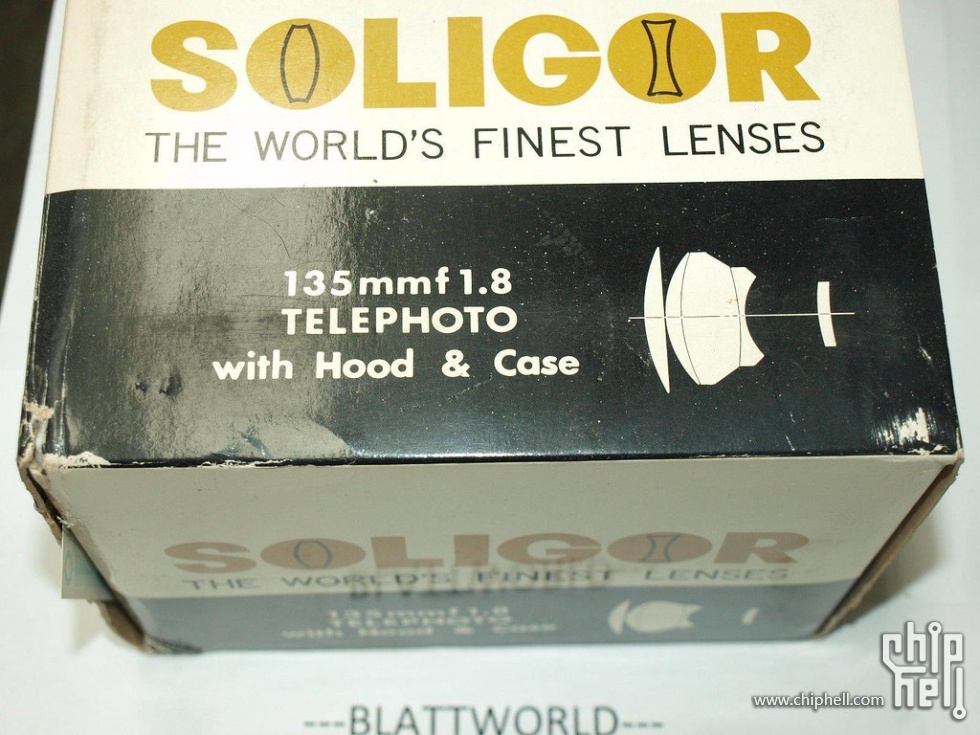 SOLIGOR
THE WORLD'S FINEST LENSES
135mmf1.8
TELEPHOTO
with Hood & Case
SOLIGOR
THE WORLD'S FINEST LENSES
135mmf1.8
TELEPHOTO
with Hood & Case
chip
hell
www.chiphell.com
---BLATTWORLD---